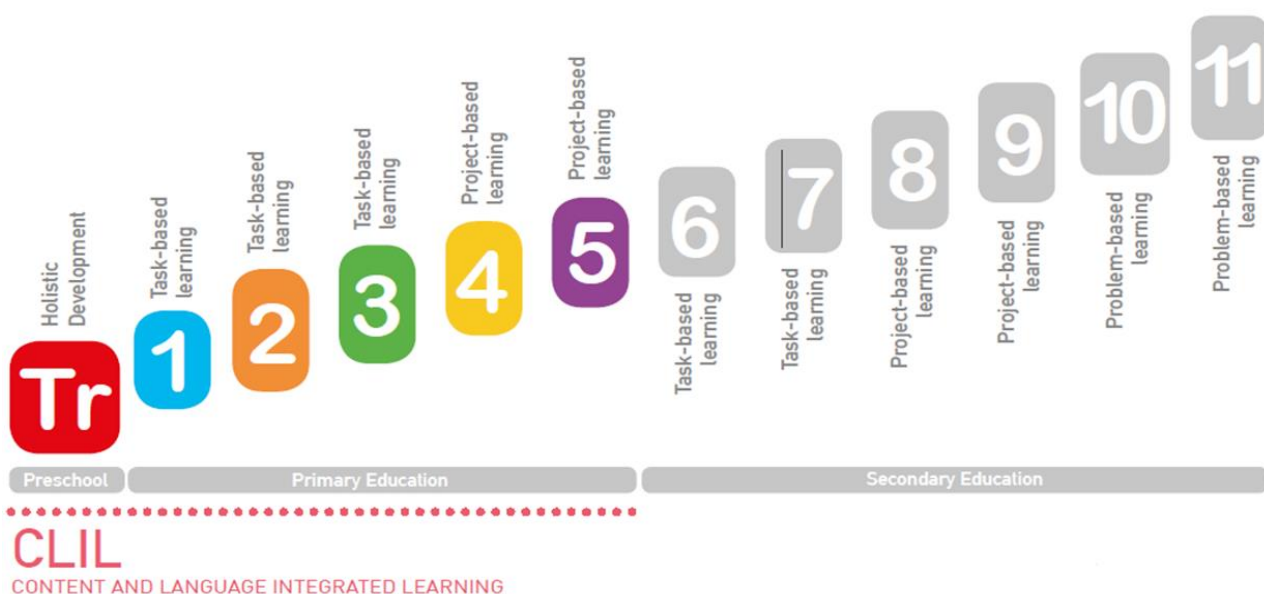 Holistic
Development
Tr
Task-based
learning
1
Task-based
learning
2
Task-based
learning
3
Project-based
learning
4
Project-based
learning
5
6
Task-based
learning
7
Task-based
learning
8
Project-based
learning
9
Project-based
learning
10
Problem-based
learning
11
Problem-based
learning
Preschool
Primary Education
Secondary Education
CLIL
CONTENT AND LANGUAGE INTEGRATED LEARNING